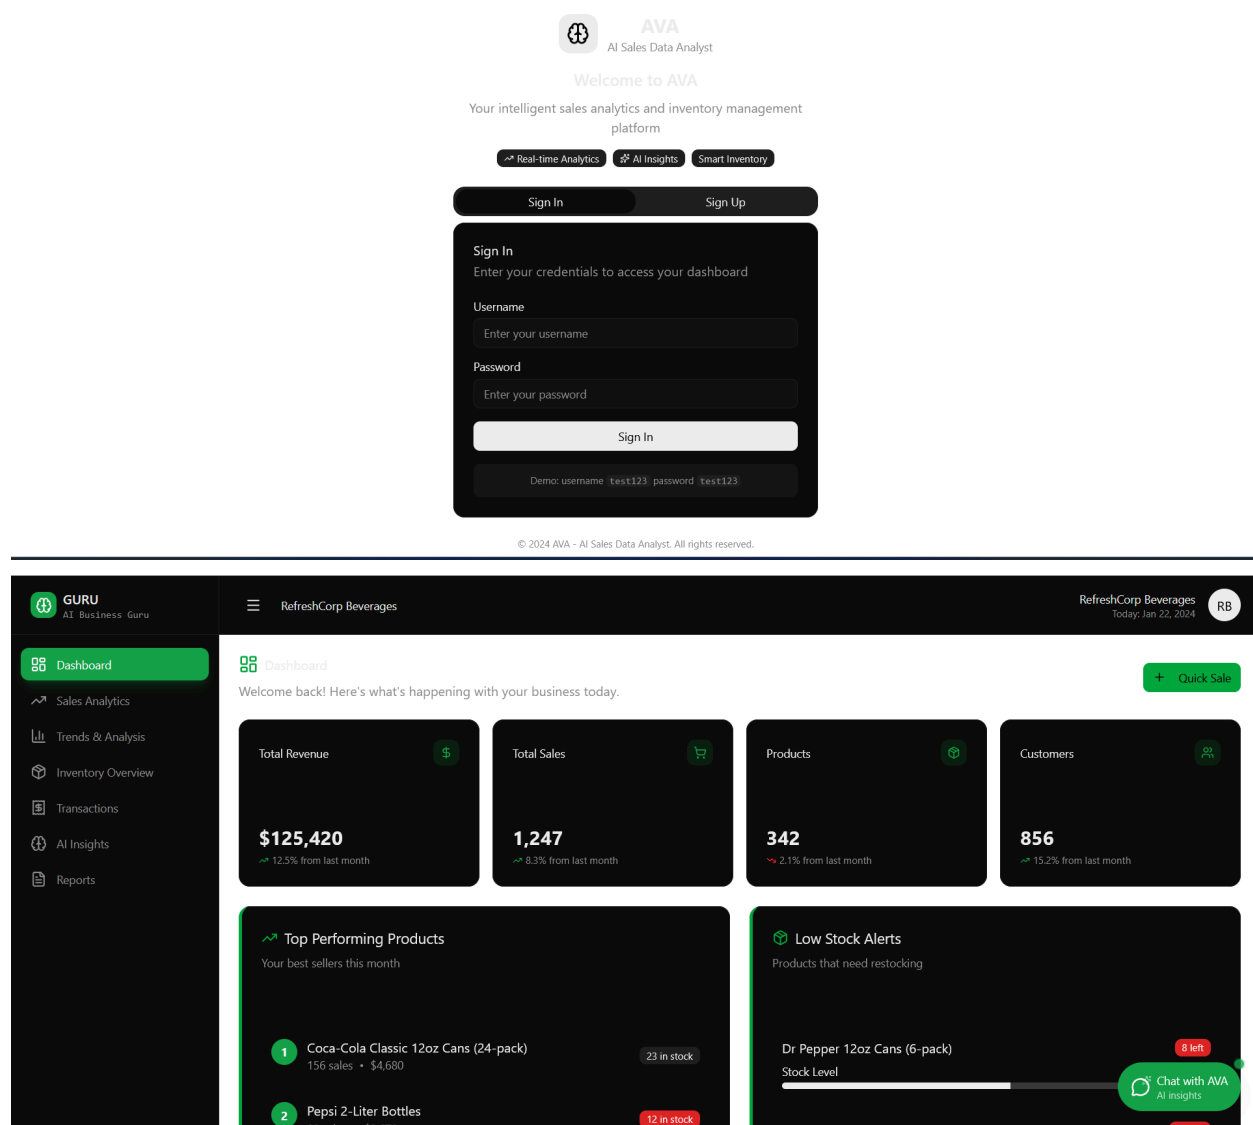 AVA
AI Sales Data Analyst
Welcome to AVA
Your intelligent sales analytics and inventory management
platform
Real-time Analytics
AI Insights
Smart Inventory
Sign In
Sign Up
Sign In
Enter your credentials to access your dashboard
Username
Enter your username
Password
Enter your password
Sign In
Demo: username test123 password test123
© 2024 AVA - AI Sales Data Analyst. All rights reserved.
GURU
AI Business Guru
RefreshCorp Beverages
RefreshCorp Beverages
Today: Jan 22, 2024
RB
Dashboard
Sales Analytics
Trends & Analysis
Inventory Overview
Transactions
AI Insights
Reports
Dashboard
Welcome back! Here's what's happening with your business today.
+ Quick Sale
Total Revenue
$125,420
12.5% from last month
Total Sales
1,247
8.3% from last month
Products
342
2.1% from last month
Customers
856
15.2% from last month
Top Performing Products
Your best sellers this month
1
Coca-Cola Classic 12oz Cans (24-pack)
156 sales • $4,680
23 in stock
2
Pepsi 2-Liter Bottles
12 in stock
Low Stock Alerts
Products that need restocking
Dr Pepper 12oz Cans (6-pack)
8 left
Stock Level
Chat with AVA
AI insights